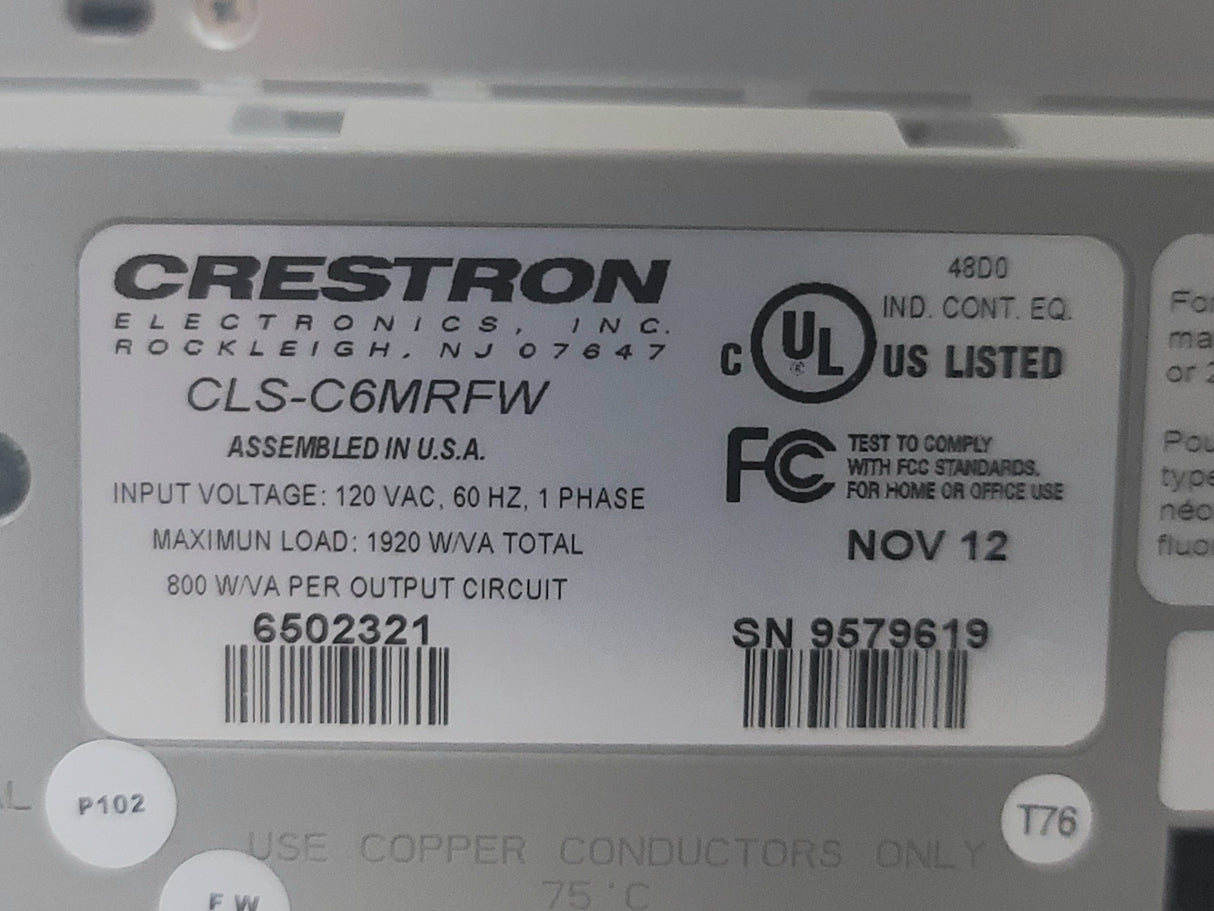 CRESTRON
ELECTRONICS, INC.
ROCKLEIGH, NJ 07647
CLS-C6MRFW
ASSEMBLED IN U.S.A.
INPUT VOLTAGE: 120 VAC, 60 HZ, 1 PHASE
MAXIMUN LOAD: 1920 W/VA TOTAL
800 W/VA PER OUTPUT CIRCUIT
6502321
48D0
IND. CONT. EQ.
C UL ® US LISTED
FC TEST TO COMPLY
WITH FCC STANDARDS.
FOR HOME OR OFFICE USE
NOV 12
SN 9579619
or 2
P102
T76
USE COPPER CONDUCTORS ONLY
75°C
FW